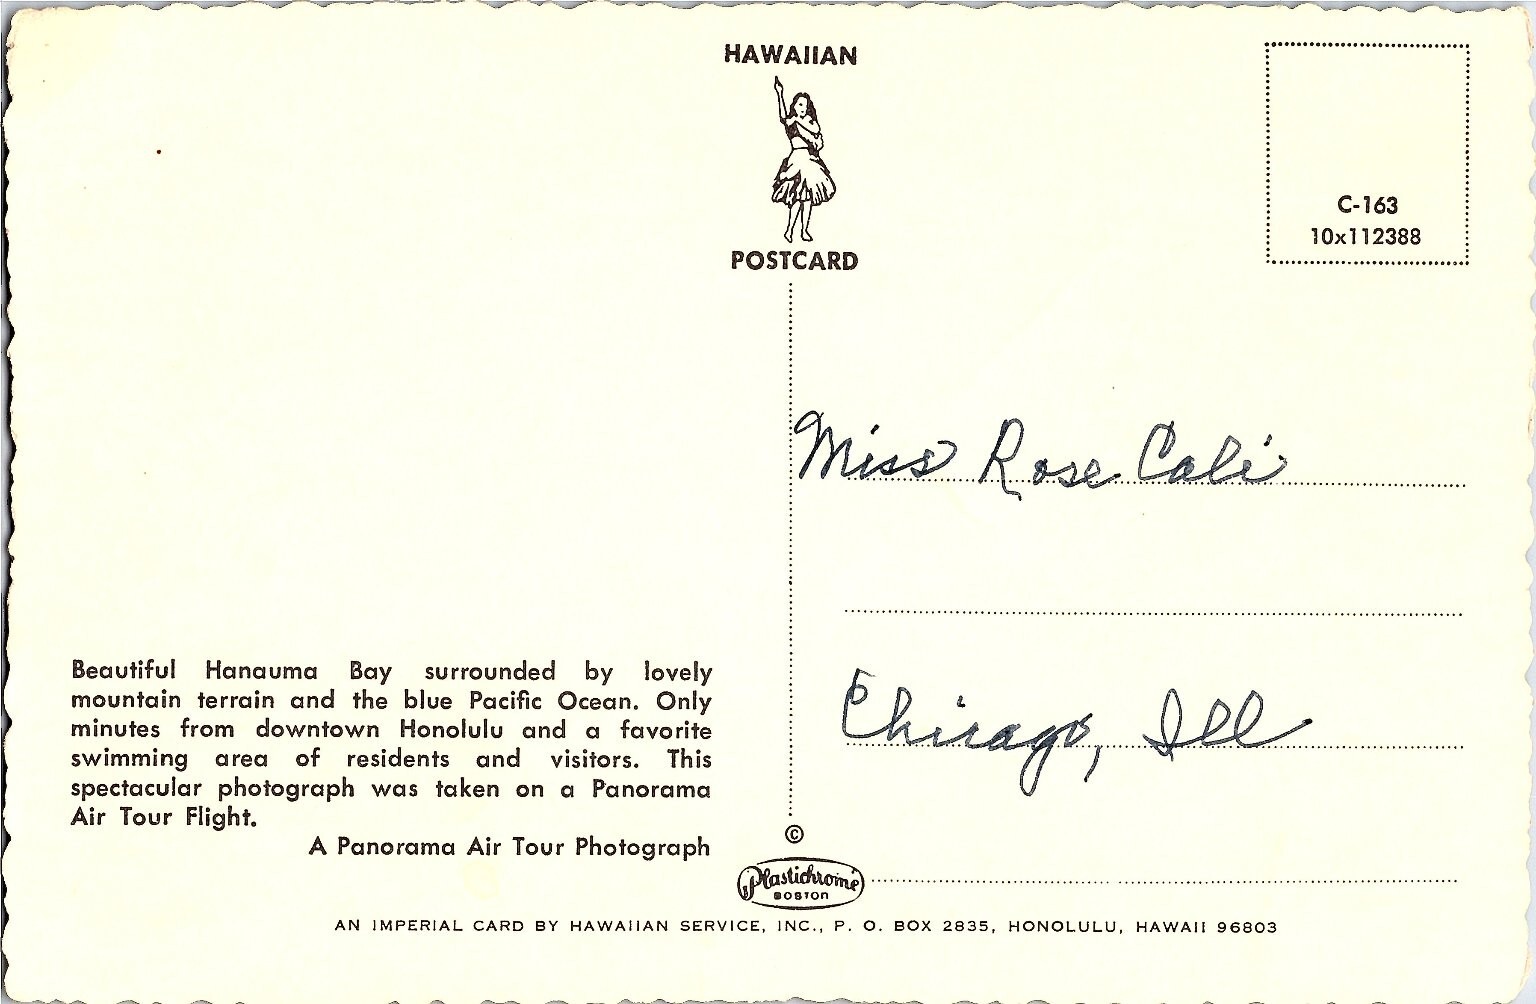 HAWAIIAN
POSTCARD
C-163
10x112388
Miss Rose Cali
Chicago, Ill
Beautiful Hanauma Bay surrounded by lovely
mountain terrain and the blue Pacific Ocean. Only
minutes from downtown Honolulu and a favorite
swimming area of residents and visitors. This
spectacular photograph was taken on a Panorama
Air Tour Flight.
A Panorama Air Tour Photograph
©
Plastichrome
BOSTON
AN IMPERIAL CARD BY HAWAIIAN SERVICE, INC., P. O. BOX 2835, HONOLULU, HAWAII 96803